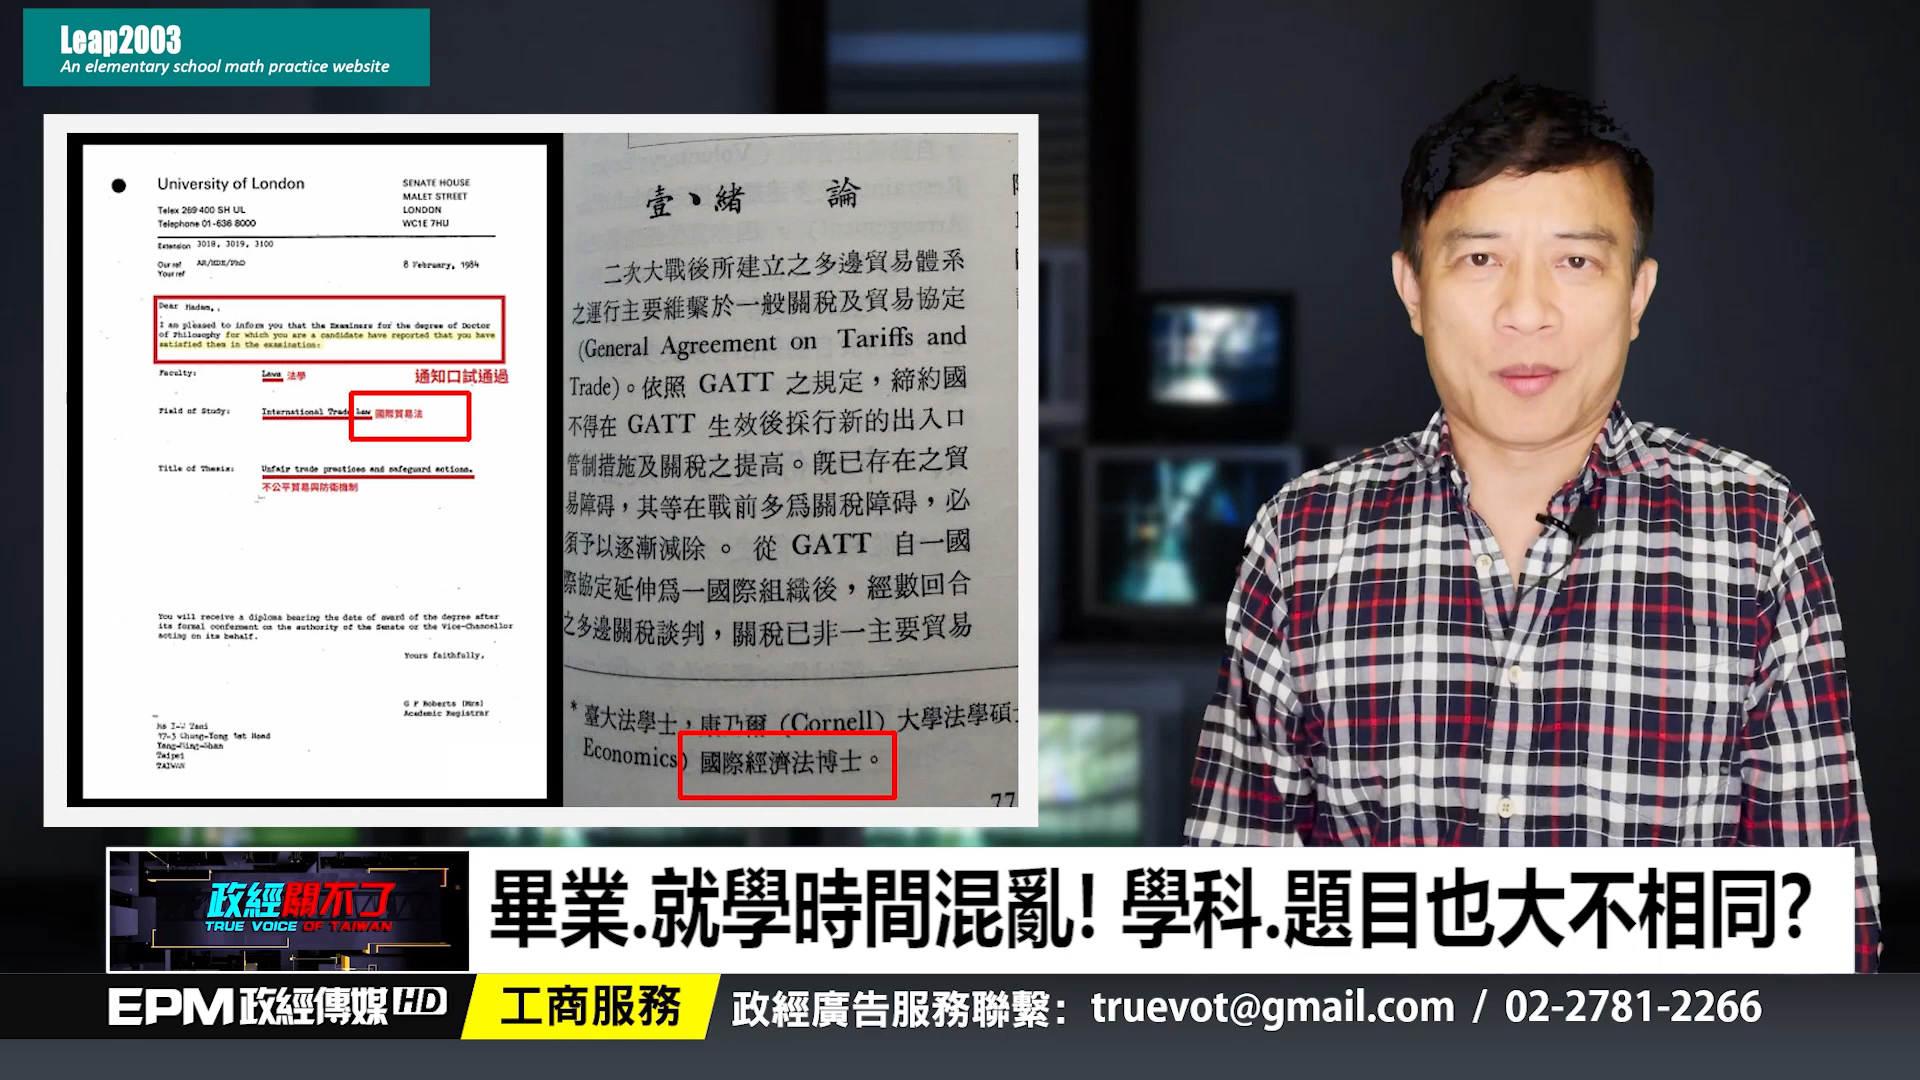 Leap2003
An elementary school math practice website
University of London
Telex 269400 SH UL
Telephone 01-636 8000
SENATE HOUSE
MALET STREET
LONDON
WC1E 7HU
Extension 3018, 3019, 3100
Our ref AR/HDE/PhD
Your ref
8 February, 1984
Dear Madam,
I am pleased to inform you that the Examiners for the degree of Doctor
of Philosophy for which you are a candidate have reported that you have
satisfied them in the examination:
Faculty: Laws 法學
通知口試通過
Field of Study: International Trade law 國際貿易法
Title of Thesis: Unfair trade practices and safeguard actions.
不公平貿易與防衛機制
You will receive a diploma bearing the date of award of the degree after
its formal conferment on the authority of the Senate or the Vice-Chancellor
acting on its behalf.
Yours faithfully,
G F Roberts (Mrs)
Academic Registrar
Yang-Ming-Shan
Taipei
TAIWAN
壹、緒論
二次大戰後所建立之多邊貿易體系
之運行主要維繫於一般關稅及貿易協定
(General Agreement on Tariffs and
Trade)。依照 GATT 之規定，締約國
不得在 GATT 生效後採行新的出入口
管制措施及關稅之提高。既已存在之貿
易障碍，其等在戰前多爲關稅障碍，必
須予以逐漸減除。從 GATT 自一國
際協定延伸爲一國際組織後，經數回合
之多邊關稅談判，關稅已非一主要貿易
* 臺大法學士，康乃爾 (Cornell) 大學法學碩士
Economics) 國際經濟法博士。
77
政經關不了
TRUE VOICE OF TAIWAN
畢業.就學時間混亂! 學科.題目也大不相同?
EPM政經傳媒HD
工商服務
政經廣告服務聯繫：truevot@gmail.com / 02-2781-2266